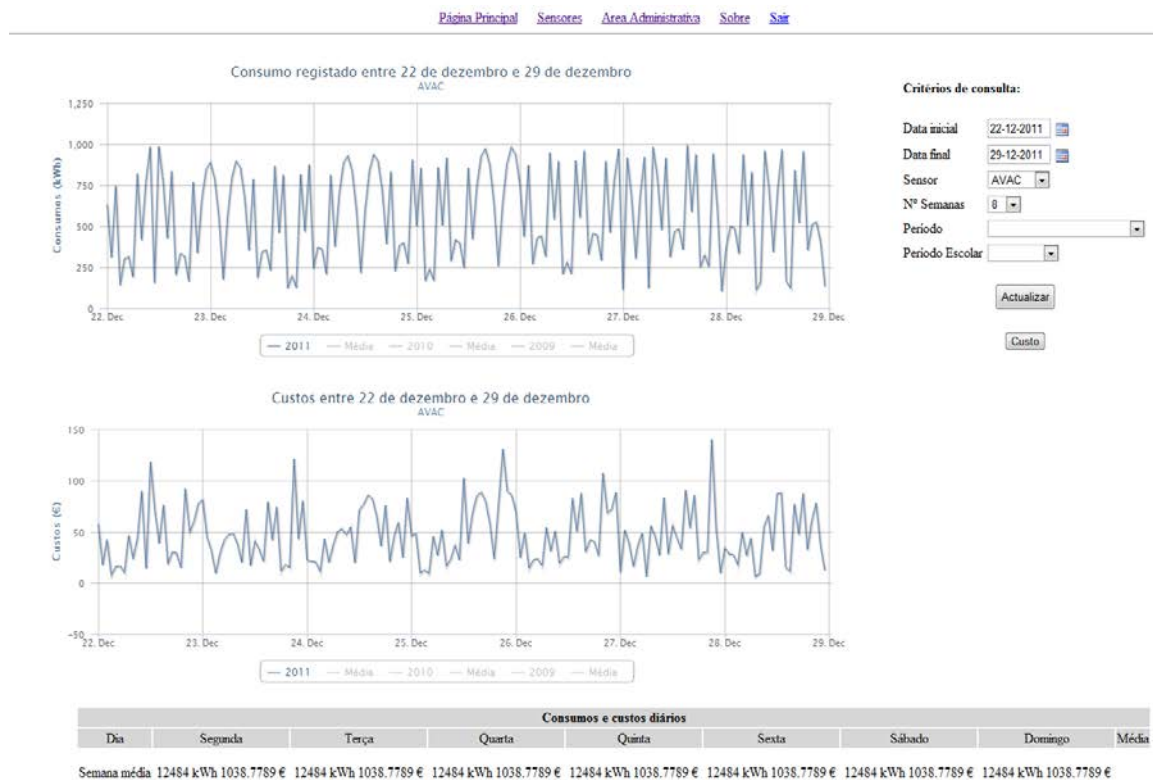 Página Principal Sensores Area Administrativa Sobre Sair
Consumo registado entre 22 de dezembro e 29 de dezembro
AVAC
Consumos (kWh)
1,250
1,000
750
500
250
0
22. Dec 23. Dec 24. Dec 25. Dec 26. Dec 27. Dec 28. Dec 29. Dec
2011 Média 2010 Média 2009 Média
Critérios de consulta:
Data inicial 22-12-2011
Data final 29-12-2011
Sensor AVAC
Nº Semanas 8
Período
Periodo Escolar
Actualizar
Custo
Custos entre 22 de dezembro e 29 de dezembro
AVAC
Custos (€)
150
100
50
0
-50
22. Dec 23. Dec 24. Dec 25. Dec 26. Dec 27. Dec 28. Dec 29. Dec
2011 Média 2010 Média 2009 Média
Consumos e custos diários
Dia Segunda Terça Quarta Quinta Sexta Sábado Domingo Média
Semana média 12484 kWh 1038.7789 € 12484 kWh 1038.7789 € 12484 kWh 1038.7789 € 12484 kWh 1038.7789 € 12484 kWh 1038.7789 € 12484 kWh 1038.7789 € 12484 kWh 1038.7789 €